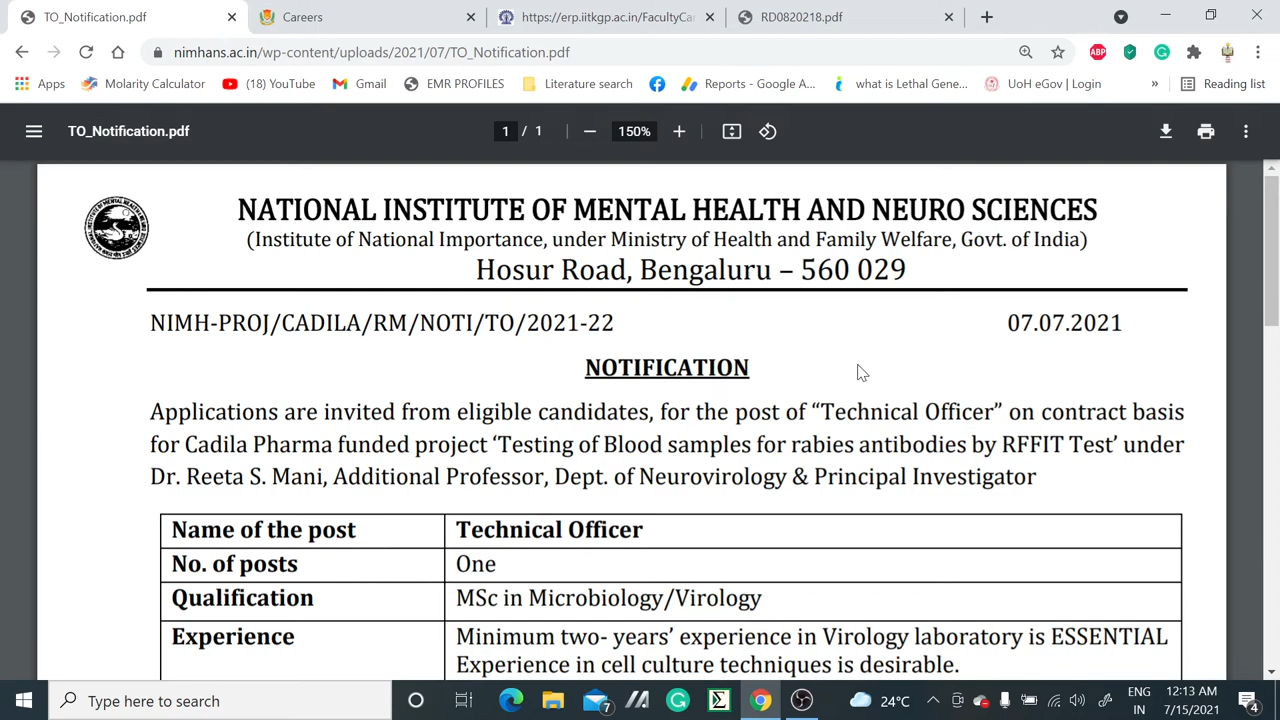 TO_Notification.pdf
Careers
https://erp.iitkgp.ac.in/FacultyCar
RD0820218.pdf
nimhans.ac.in/wp-content/uploads/2021/07/TO_Notification.pdf
ABP
Apps
Molarity Calculator
(18) YouTube
Gmail
EMR PROFILES
Literature search
Reports - Google A...
what is Lethal Gene...
UoH eGov | Login
»
Reading list
TO_Notification.pdf
1 / 1
150%
NATIONAL INSTITUTE OF MENTAL HEALTH AND NEURO SCIENCES
(Institute of National Importance, under Ministry of Health and Family Welfare, Govt. of India)
Hosur Road, Bengaluru – 560 029
NIMH-PROJ/CADILA/RM/NOTI/TO/2021-22 07.07.2021
NOTIFICATION
Applications are invited from eligible candidates, for the post of “Technical Officer” on contract basis
for Cadila Pharma funded project ‘Testing of Blood samples for rabies antibodies by RFFIT Test’ under
Dr. Reeta S. Mani, Additional Professor, Dept. of Neurovirology & Principal Investigator
Name of the post Technical Officer
No. of posts One
Qualification MSc in Microbiology/Virology
Experience Minimum two- years’ experience in Virology laboratory is ESSENTIAL
Experience in cell culture techniques is desirable.
Type here to search
7
24°C
ENG
IN
12:13 AM
7/15/2021
4